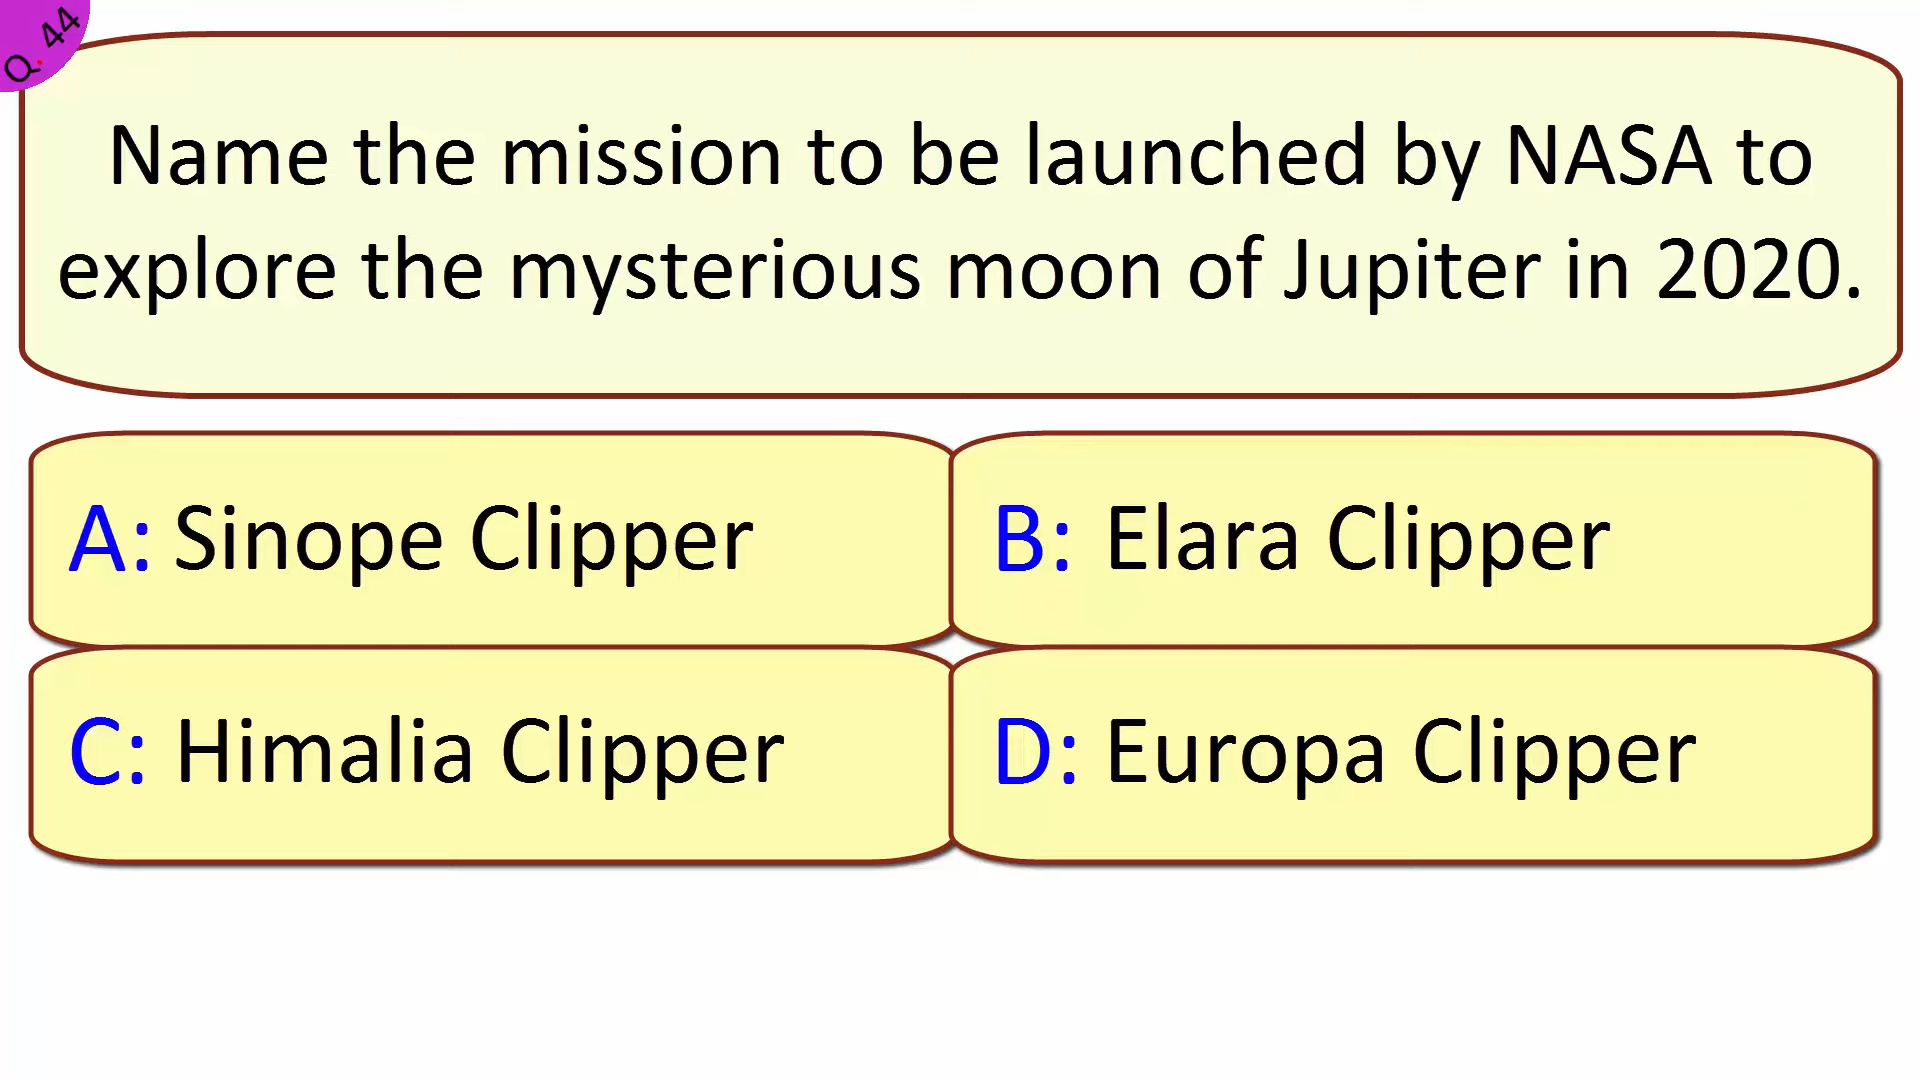 Q. 44
Name the mission to be launched by NASA to
explore the mysterious moon of Jupiter in 2020.
A: Sinope Clipper
B: Elara Clipper
C: Himalia Clipper
D: Europa Clipper